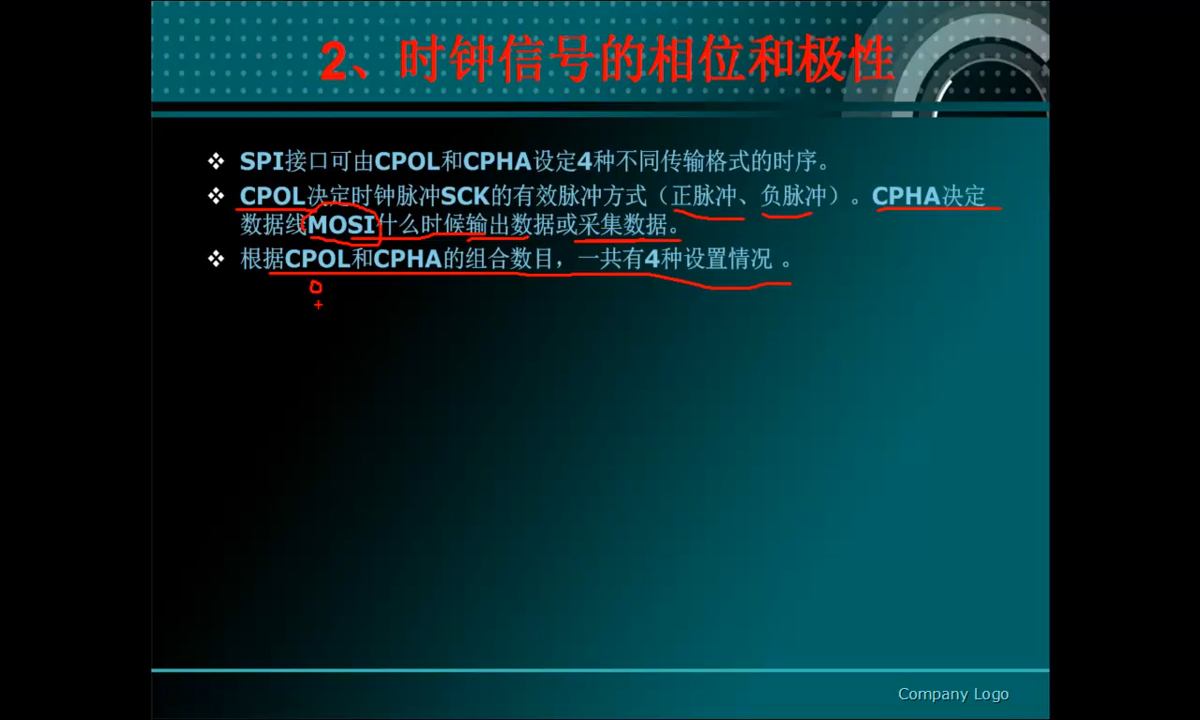 2、时钟信号的相位和极性
SPI接口可由CPOL和CPHA设定4种不同传输格式的时序。
CPOL决定时钟脉冲SCK的有效脉冲方式（正脉冲、负脉冲）。CPHA决定
数据线MOSI什么时候输出数据或采集数据。
根据CPOL和CPHA的组合数目，一共有4种设置情况 。
0
Company Logo